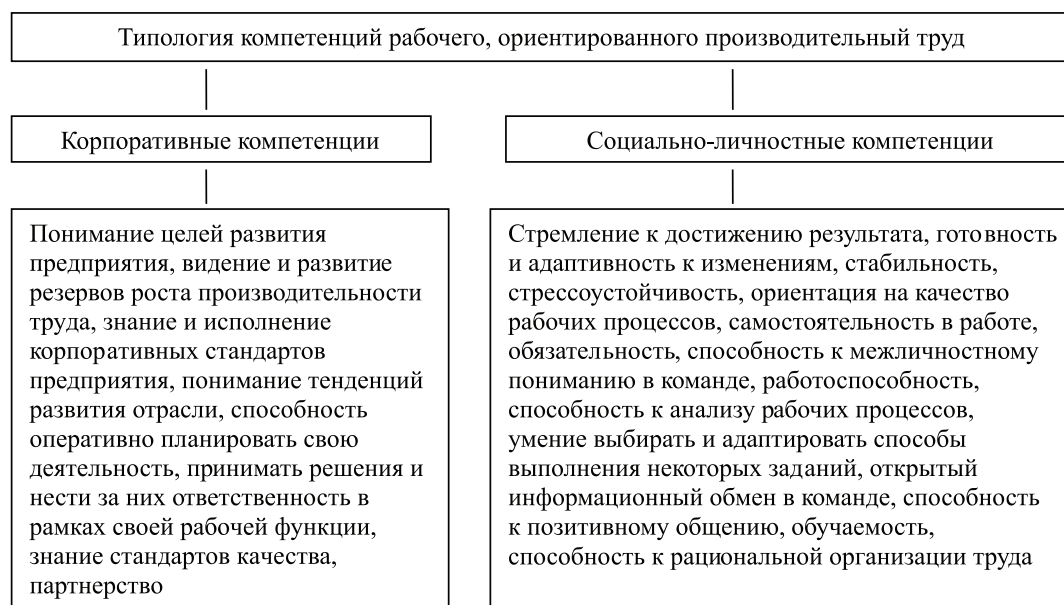 Типология компетенций рабочего, ориентированного производительный труд
Корпоративные компетенции
Социально-личностные компетенции
Понимание целей развития
предприятия, видение и развитие
резервов роста производительности
труда, знание и исполнение
корпоративных стандартов
предприятия, понимание тенденций
развития отрасли, способность
оперативно планировать свою
деятельность, принимать решения и
нести за них ответственность в
рамках своей рабочей функции,
знание стандартов качества,
партнерство
Стремление к достижению результата, готовность
и адаптивность к изменениям, стабильность,
стрессоустойчивость, ориентация на качество
рабочих процессов, самостоятельность в работе,
обязательность, способность к межличностному
пониманию в команде, работоспособность,
способность к анализу рабочих процессов,
умение выбирать и адаптировать способы
выполнения некоторых заданий, открытый
информационный обмен в команде, способность
к позитивному общению, обучаемость,
способность к рациональной организации труда